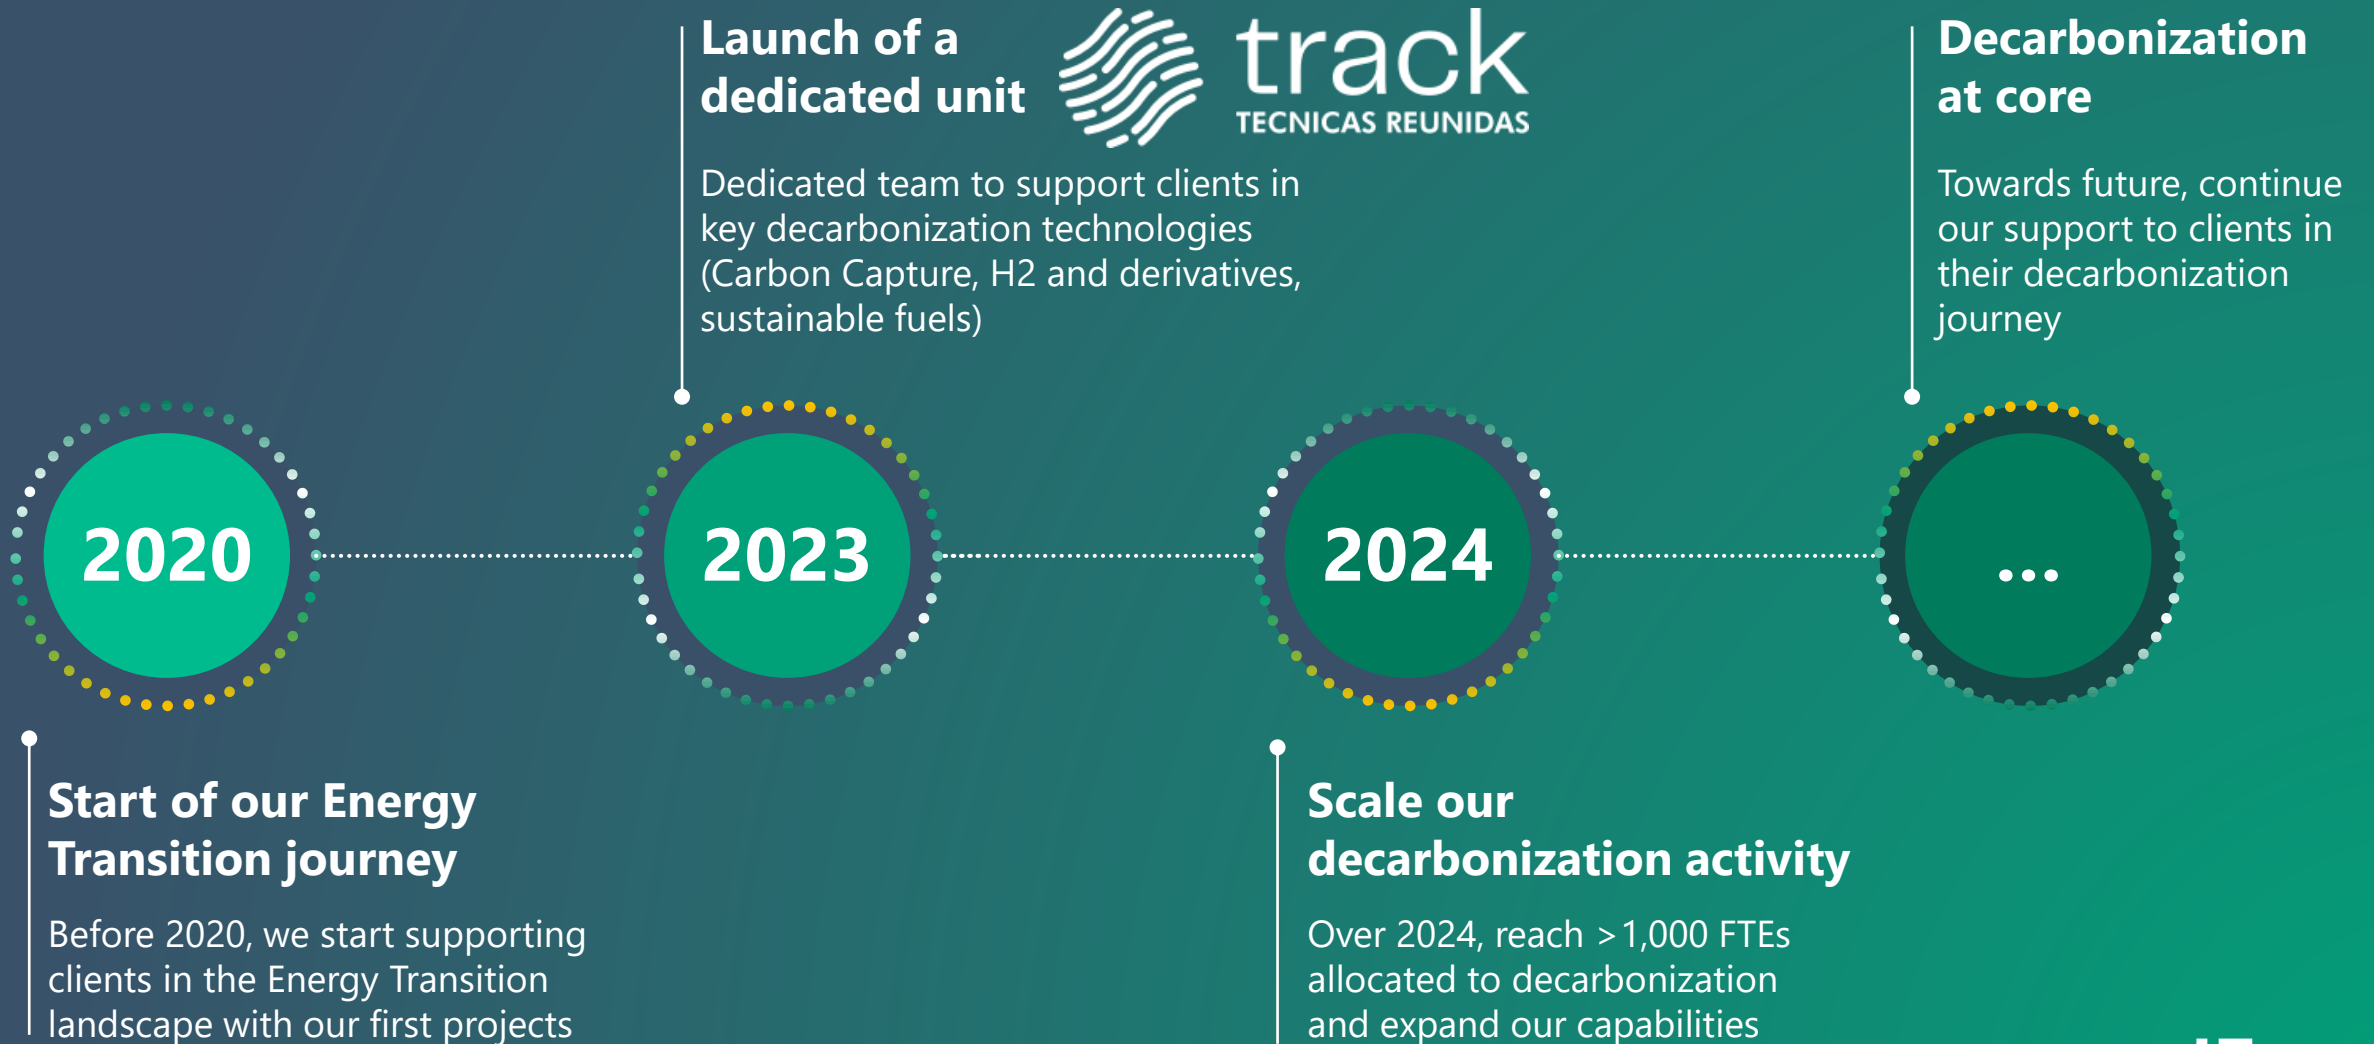 Launch of a
dedicated unit
track
TECNICAS REUNIDAS
Dedicated team to support clients in
key decarbonization technologies
(Carbon Capture, H2 and derivatives,
sustainable fuels)
Decarbonization
at core
Towards future, continue
our support to clients in
their decarbonization
journey
2020
2023
2024
...
Start of our Energy
Transition journey
Before 2020, we start supporting
clients in the Energy Transition
landscape with our first projects
Scale our
decarbonization activity
Over 2024, reach >1,000 FTEs
allocated to decarbonization
and expand our capabilities